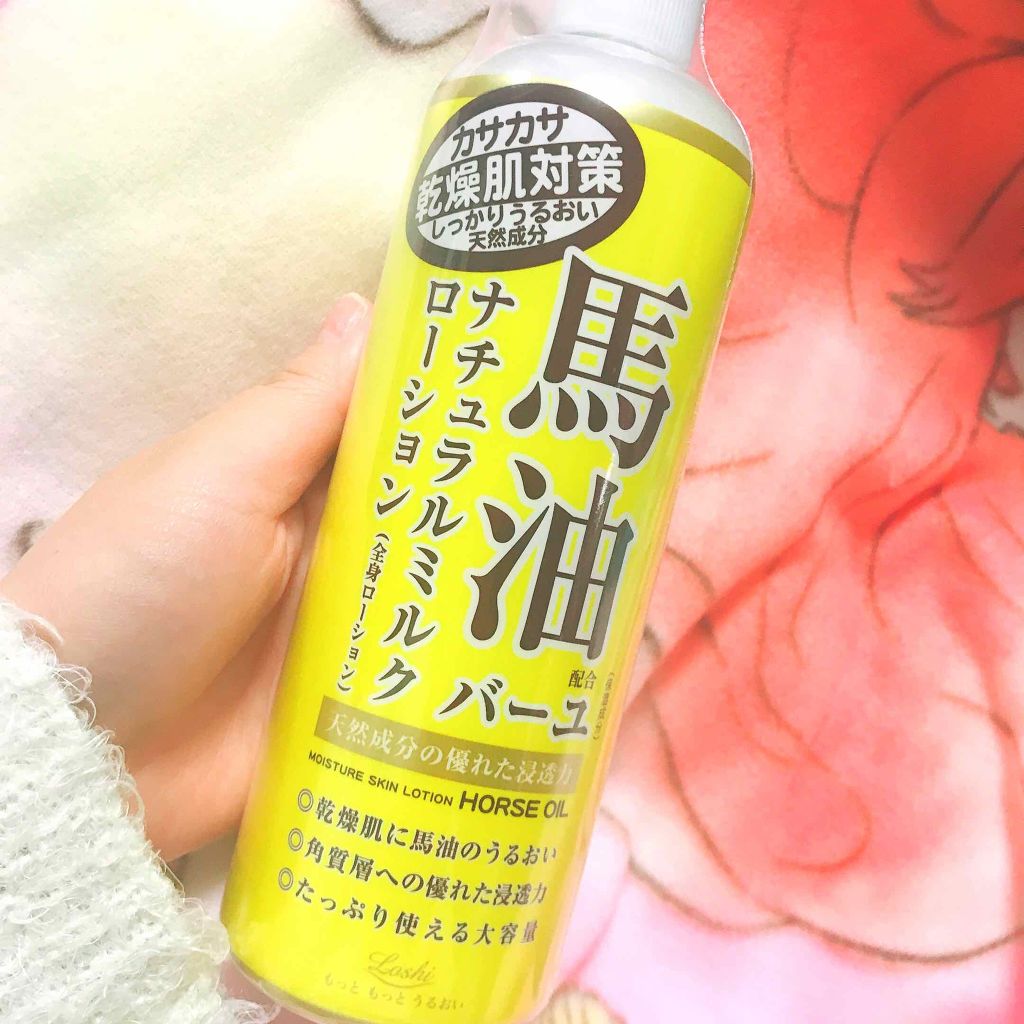 カサカサ
乾燥肌対策
しっかりうるおい
天然成分
馬油
配合
(保湿成分)
バーユ
ナチュラルミルク
ローション(全身ローション)
天然成分の優れた浸透力
MOISTURE SKIN LOTION HORSE OIL
◎乾燥肌に馬油のうるおい
◎角質層への優れた浸透力
◎たっぷり使える大容量
Loshi
もっと もっと うるおい